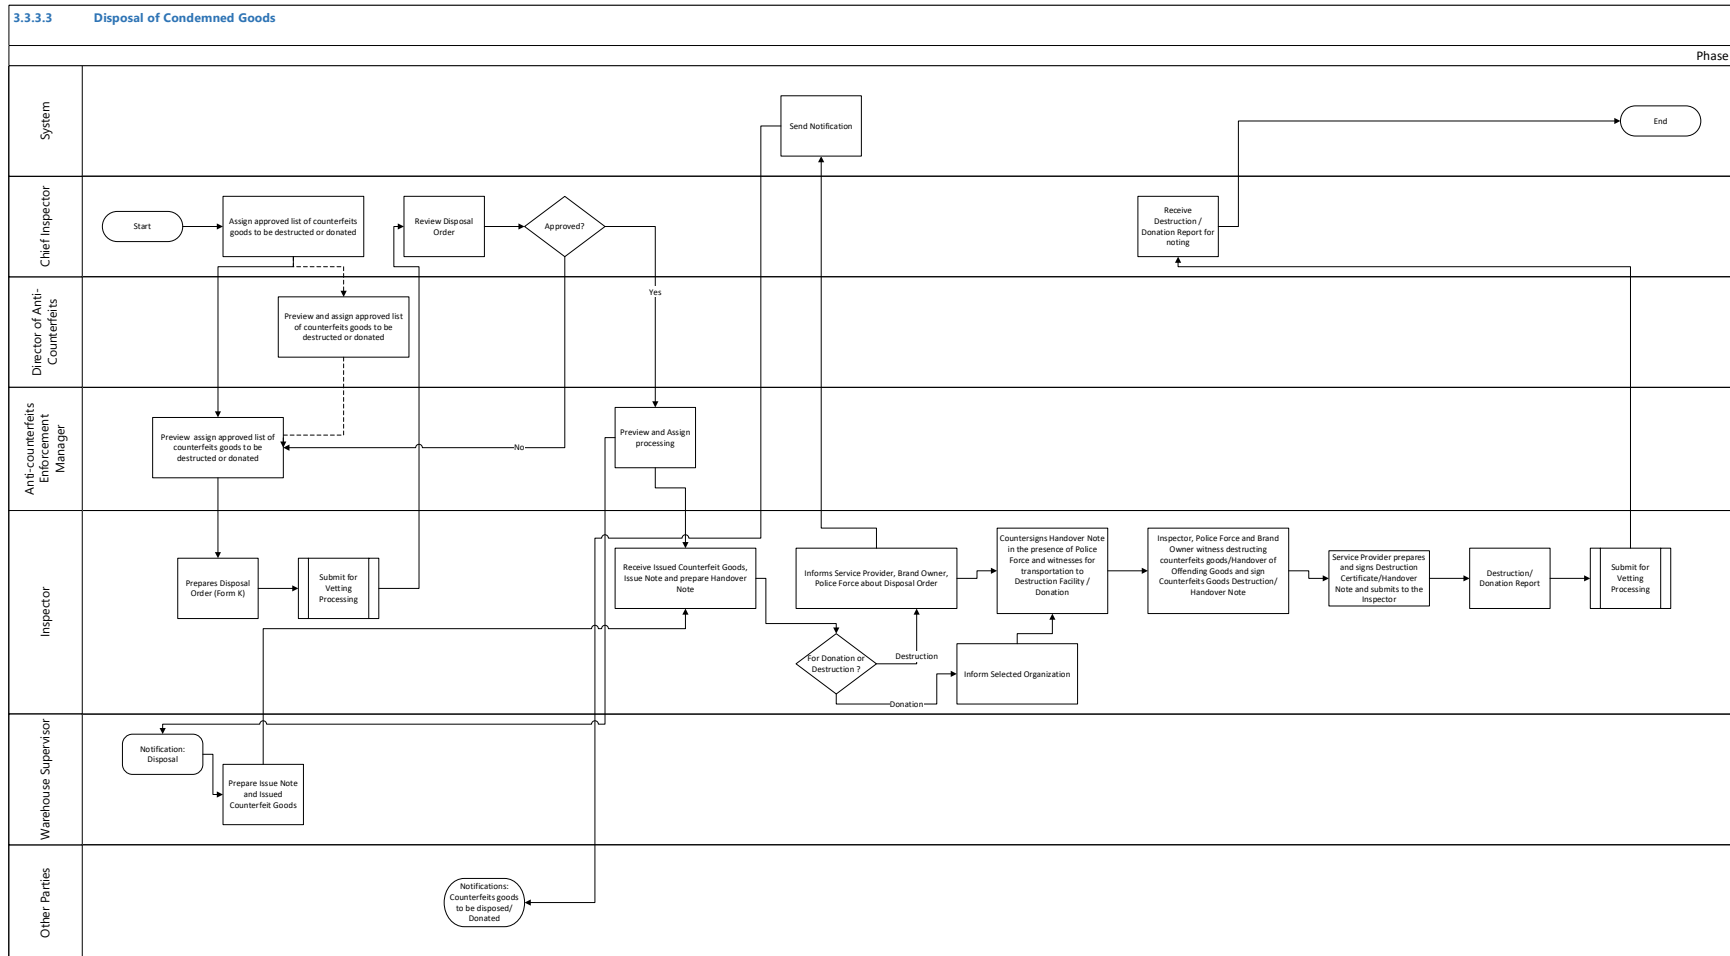 3.3.3.3 Disposal of Condemned Goods
Phase
System
Send Notification
End
Chief Inspector
Start
Assign approved list of counterfeits
goods to be destructed or donated
Review Disposal
Order
Approved?
Receive
Destruction /
Donation Report for
noting
Yes
Director of Anti-
Counterfeits
Preview and assign approved list
of counterfeits goods to be
destructed or donated
Anti-counterfeits
Enforcement
Manager
Preview assign approved list of
counterfeits goods to be
destructed or donated
No
Preview and Assign
processing
Inspector
Prepares Disposal
Order (Form K)
Submit for
Vetting
Processing
Receive Issued Counterfeit Goods,
Issue Note and prepare Handover
Note
Informs Service Provider, Brand Owner,
Police Force about Disposal Order
Countersigns Handover Note
in the presence of Police
Force and witnesses for
transportation to
Destruction Facility /
Donation
Inspector, Police Force and Brand
Owner witness destructing
counterfeits goods/Handover of
Offending Goods and sign
Counterfeits Goods Destruction/
Handover Note
Service Provider prepares
and signs Destruction
Certificate/Handover
Note and submits to the
Inspector
Destruction/
Donation Report
Submit for
Vetting
Processing
For Donation or
Destruction ?
Destruction
Donation
Inform Selected Organization
Warehouse Supervisor
Notification:
Disposal
Prepare Issue Note
and Issued
Counterfeit Goods
Other Parties
Notifications:
Counterfeits goods
to be disposed/
Donated